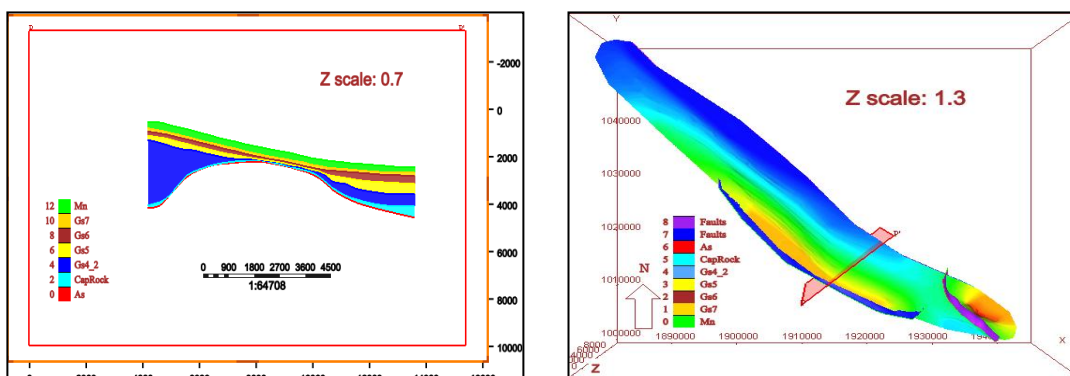 P P'
Z scale: 0.7
-2000
0
2000
4000
6000
8000
10000
12 Mn
10 Gs7
8 Gs6
6 Gs5
4 Gs4_2
2 CapRock
0 As
0 900 1800 2700 3600 4500
1:64708
Y
Z scale: 1.3
1040000
1030000
1020000
1010000
1000000
8 Faults
7 Faults
6 As
5 CapRock
4 Gs4_2
3 Gs5
2 Gs6
1 Gs7
0 Mn
N
P'
1890000 1900000 1910000 1920000 1930000
X
Z